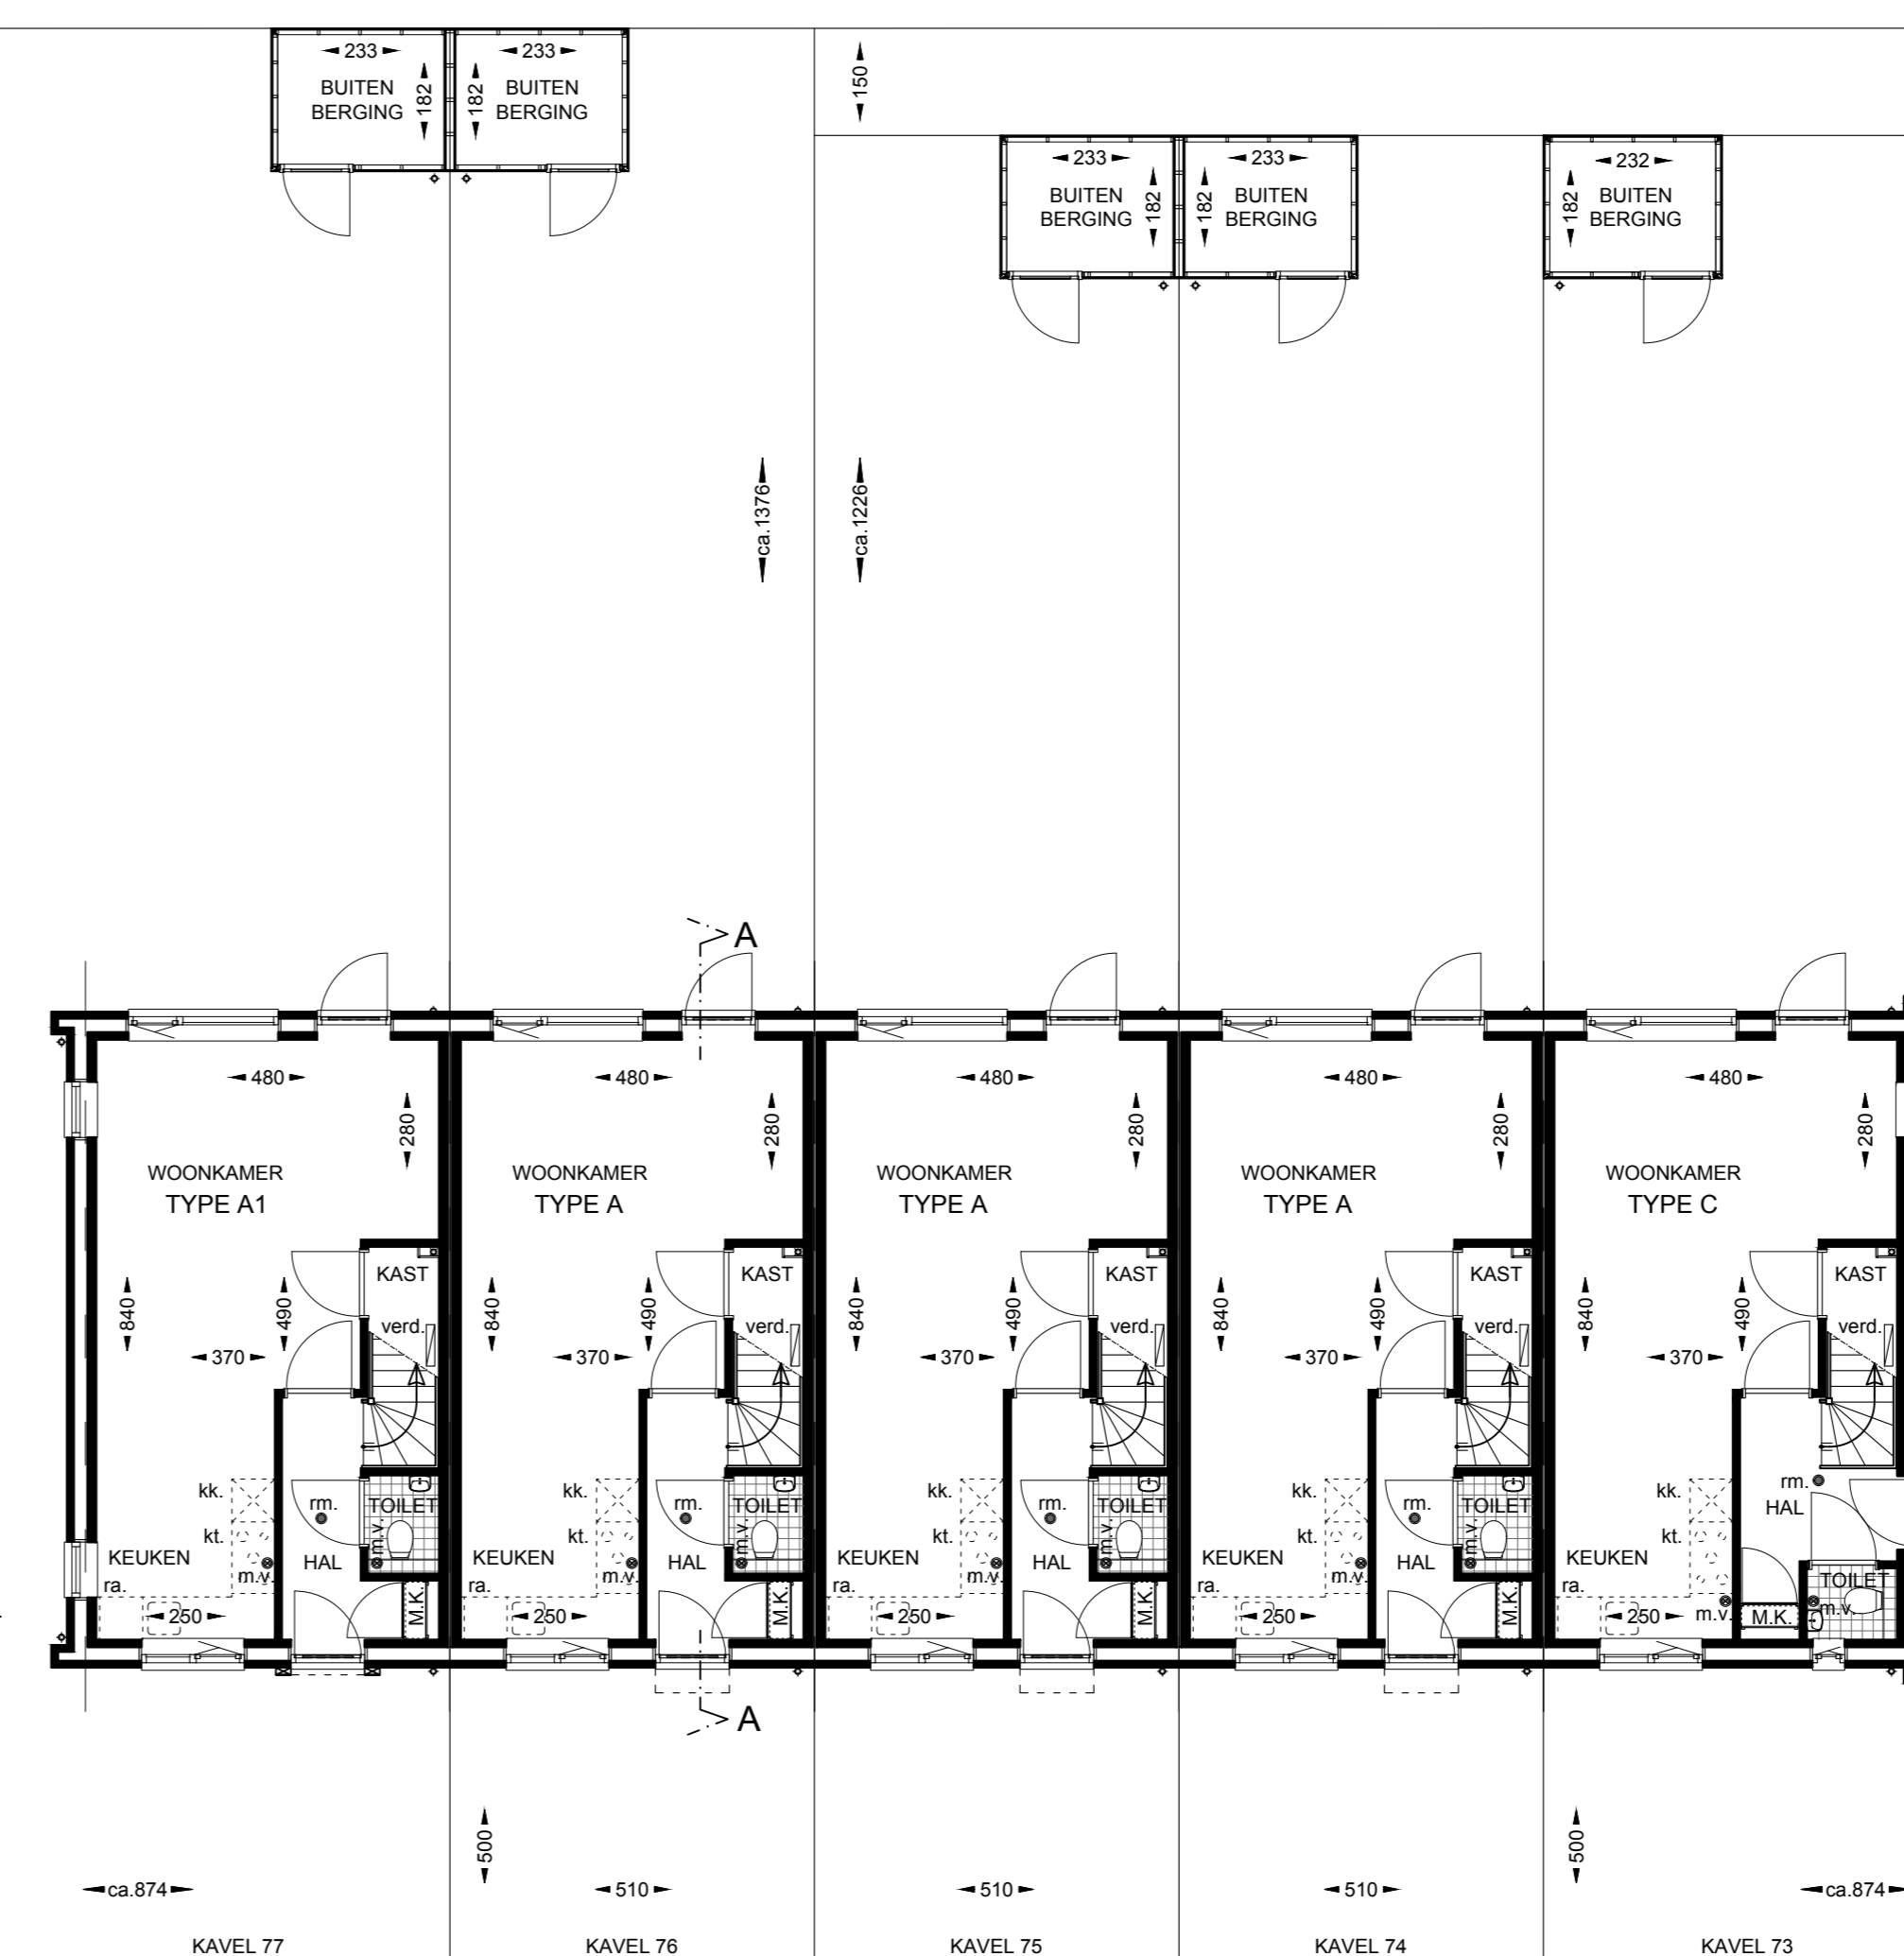 233
BUITEN
BERGING
182
182
233
BUITEN
BERGING
150
233
BUITEN
BERGING
182
182
233
BUITEN
BERGING
182
232
BUITEN
BERGING
ca.1376
ca.1226
A
480
480
480
480
480
280
280
280
280
280
WOONKAMER
TYPE A1
WOONKAMER
TYPE A
WOONKAMER
TYPE A
WOONKAMER
TYPE A
WOONKAMER
TYPE C
KAST
KAST
KAST
KAST
KAST
840
490
verd.
840
490
verd.
840
490
verd.
840
490
verd.
840
490
verd.
370
370
370
370
370
kk.
rm.
TOILET
kt.
m.v.
KEUKEN
HAL
ra.
m.v.
250
M.K.
kk.
rm.
TOILET
kt.
m.v.
KEUKEN
HAL
ra.
m.v.
250
M.K.
kk.
rm.
TOILET
kt.
m.v.
KEUKEN
HAL
ra.
m.v.
250
M.K.
kk.
rm.
TOILET
kt.
m.v.
KEUKEN
HAL
ra.
m.v.
250
M.K.
kk.
rm.
HAL
kt.
KEUKEN
ra.
TOILET
250
m.v.
M.K.
m.v.
A
500
500
ca.874
510
510
510
ca.874
KAVEL 77
KAVEL 76
KAVEL 75
KAVEL 74
KAVEL 73